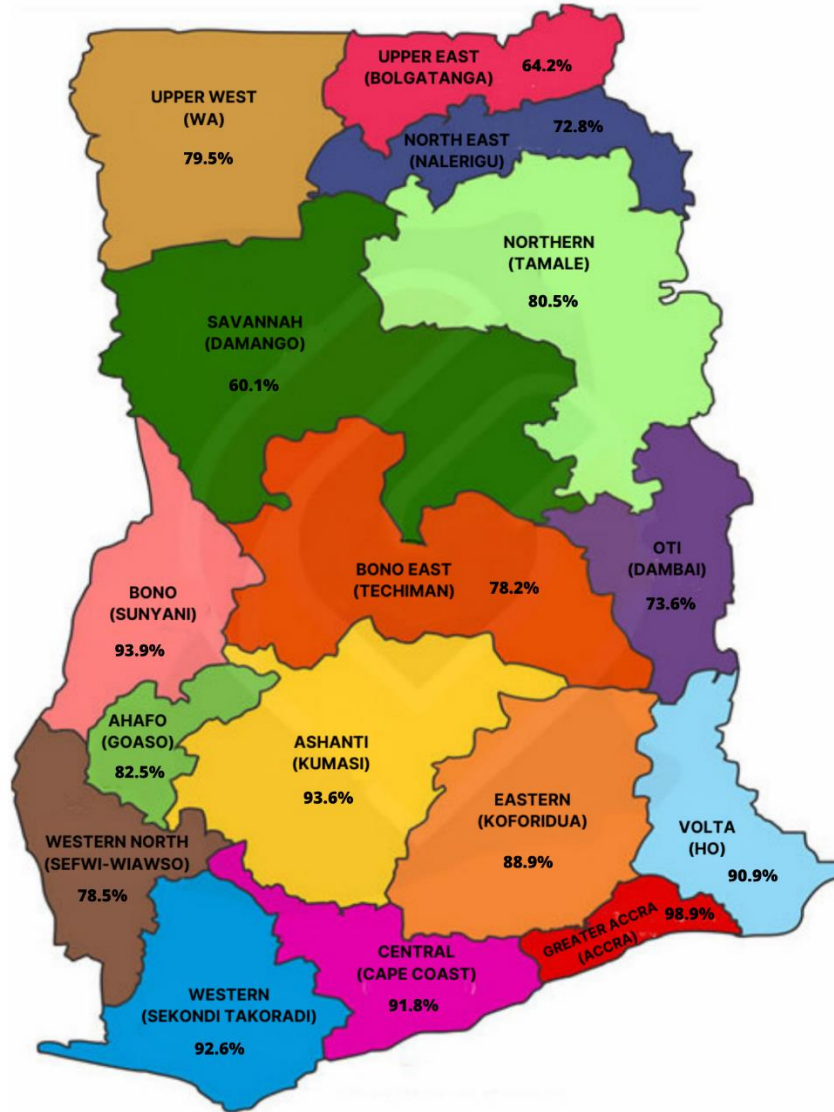 UPPER EAST
(BOLGATANGA)
64.2%
UPPER WEST
(WA)
79.5%
72.8%
NORTH EAST
(NALERIGU)
NORTHERN
(TAMALE)
80.5%
SAVANNAH
(DAMANGO)
60.1%
OTI
(DAMBAI)
73.6%
BONO EAST
(TECHIMAN)
78.2%
BONO
(SUNYANI)
93.9%
AHAFO
(GOASO)
82.5%
ASHANTI
(KUMASI)
93.6%
EASTERN
(KOFORIDUA)
88.9%
VOLTA
(HO)
90.9%
WESTERN NORTH
(SEFWI-WIAWSO)
78.5%
GREATER ACCRA
(ACCRA)
98.9%
CENTRAL
(CAPE COAST)
91.8%
WESTERN
(SEKONDI TAKORADI)
92.6%